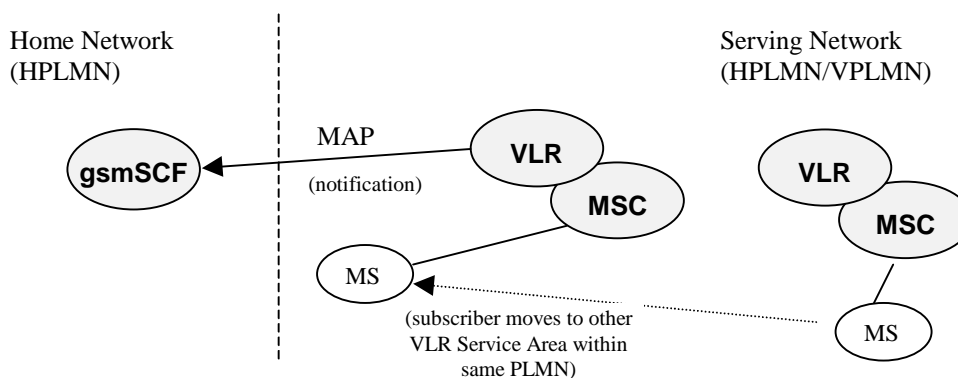 Home Network
(HPLMN)
Serving Network
(HPLMN/VPLMN)
MAP
(notification)
gsmSCF
VLR
MSC
VLR
MSC
MS
MS
(subscriber moves to other
VLR Service Area within
same PLMN)